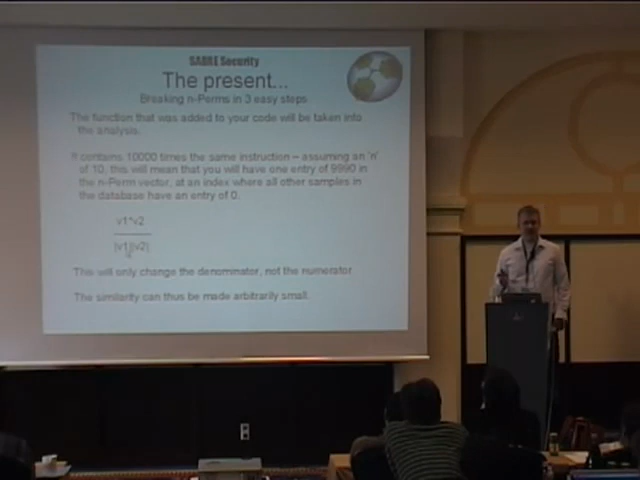 SABRE Security
The present...
Breaking n-Perms in 3 easy steps
The function that was added to your code will be taken into
the analysis.
If contains 10000 times the same instruction – assuming an 'n'
of 10, this will mean that you will have one entry of 9990 in
the n-Perm vector, at an index where all other samples in
the database have an entry of 0.
v1*v2
|v1||v2|
This will only change the denominator, not the numerator
The similarity can thus be made arbitrarily small.